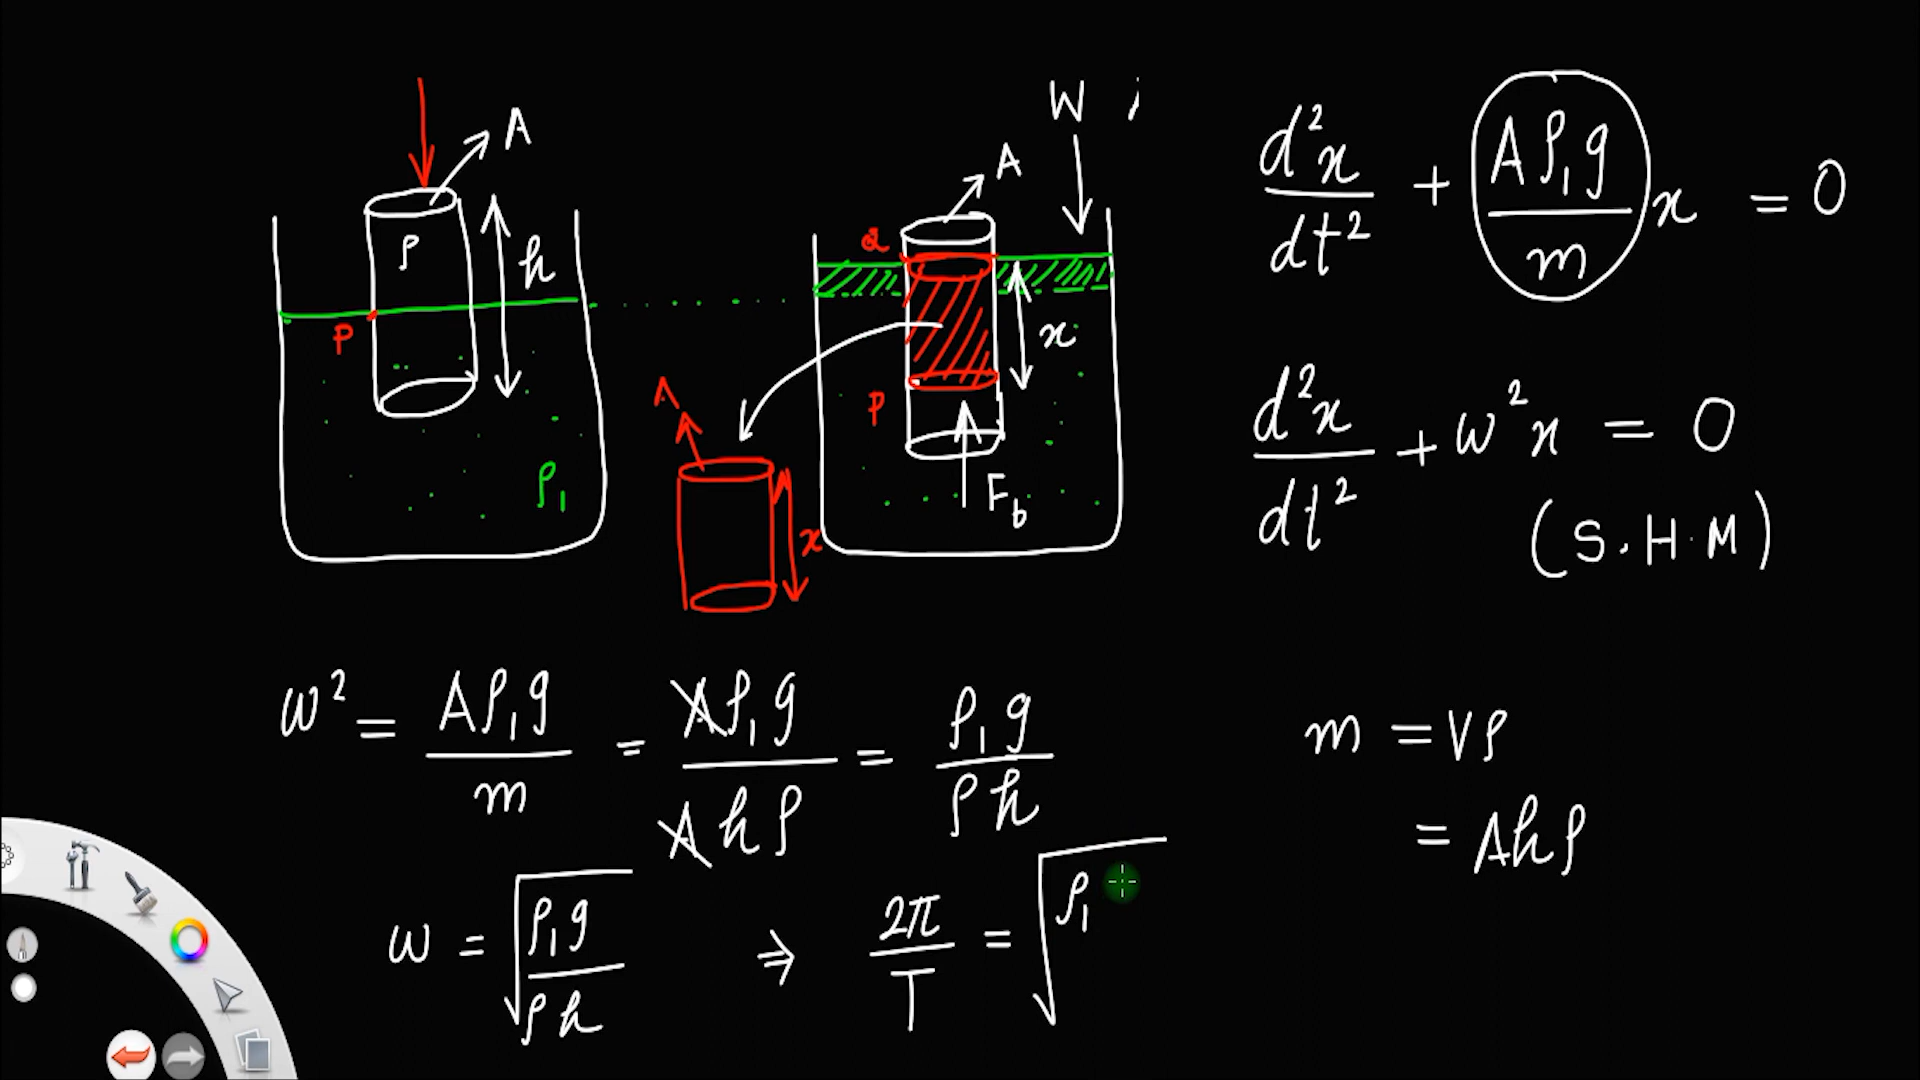 A
ρ
h
P
ρ₁
W
A
Q
x
P
F_b
A
x
d²x/dt² + (Aρ₁g/m) x = 0
d²x/dt² + ω²x = 0
(S.H.M)
ω² = Aρ₁g/m = Aρ₁g/Ahρ = ρ₁g/ρh
m = Vρ
= Ahρ
ω = √(ρ₁g/ρh) ⇒ 2π/T = √ρ₁